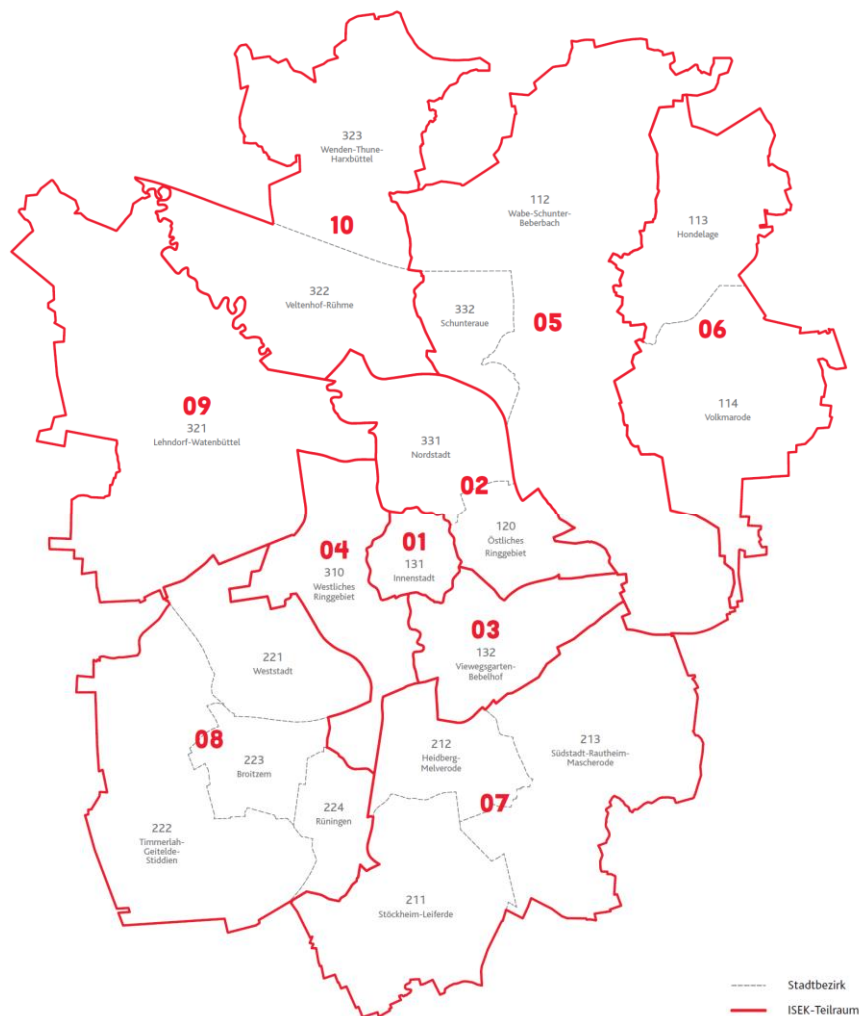 323
Wenden-Thune-
Harxbüttel
10
112
Wabe-Schunter-
Beberbach
113
Hondelage
322
Veltenhof-Rühme
332
Schunteraue
05
06
09
321
Lehndorf-Watenbüttel
114
Volkmarode
331
Nordstadt
02
120
Östliches
Ringgebiet
04
310
Westliches
Ringgebiet
01
131
Innenstadt
03
132
Viewegsgarten-
Bebelhof
221
Weststadt
08
223
Broitzem
212
Heidberg-
Melverode
213
Südstadt-Rautheim-
Mascherode
07
224
Rüningen
222
Timmerlah-
Geitelde-
Stiddien
211
Stöckheim-Leiferde
Stadtbezirk
ISEK-Teilraum